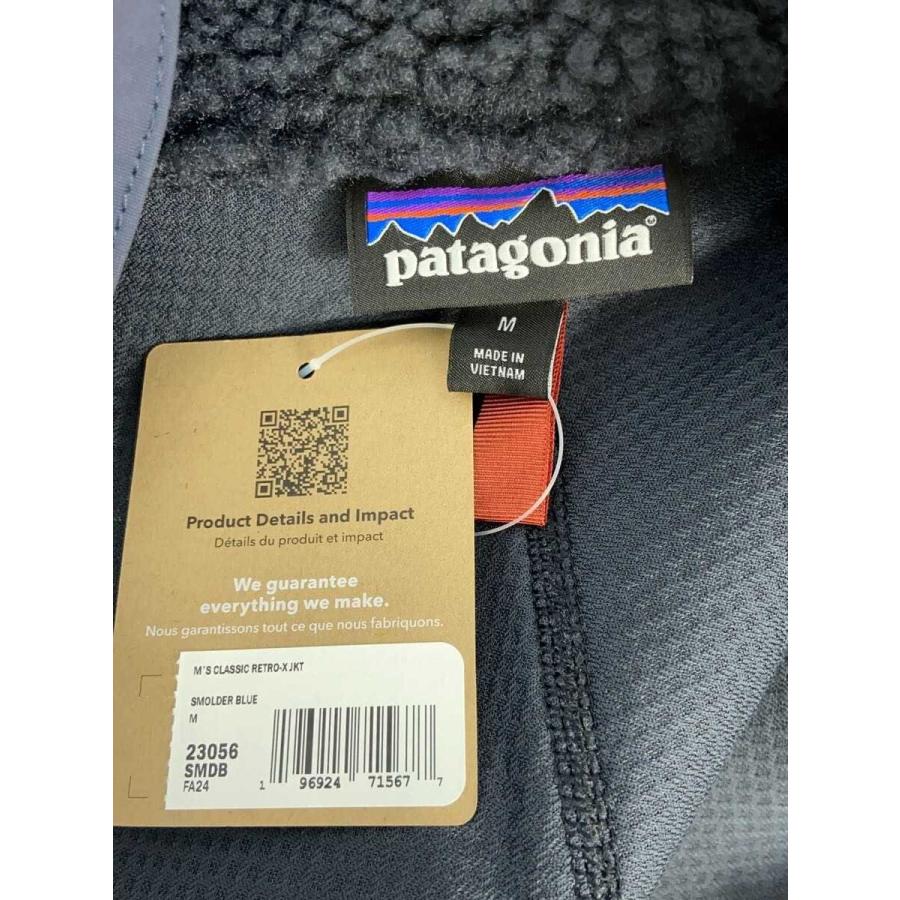 patagonia®
M
MADE IN
VIETNAM
Product Details and Impact
Détails du produit et impact
We guarantee
everything we make.
Nous garantissons tout ce que nous fabriquons.
M'S CLASSIC RETRO-X JKT
SMOLDER BLUE
M
23056
SMDB
FA24
1 96924 71567 7